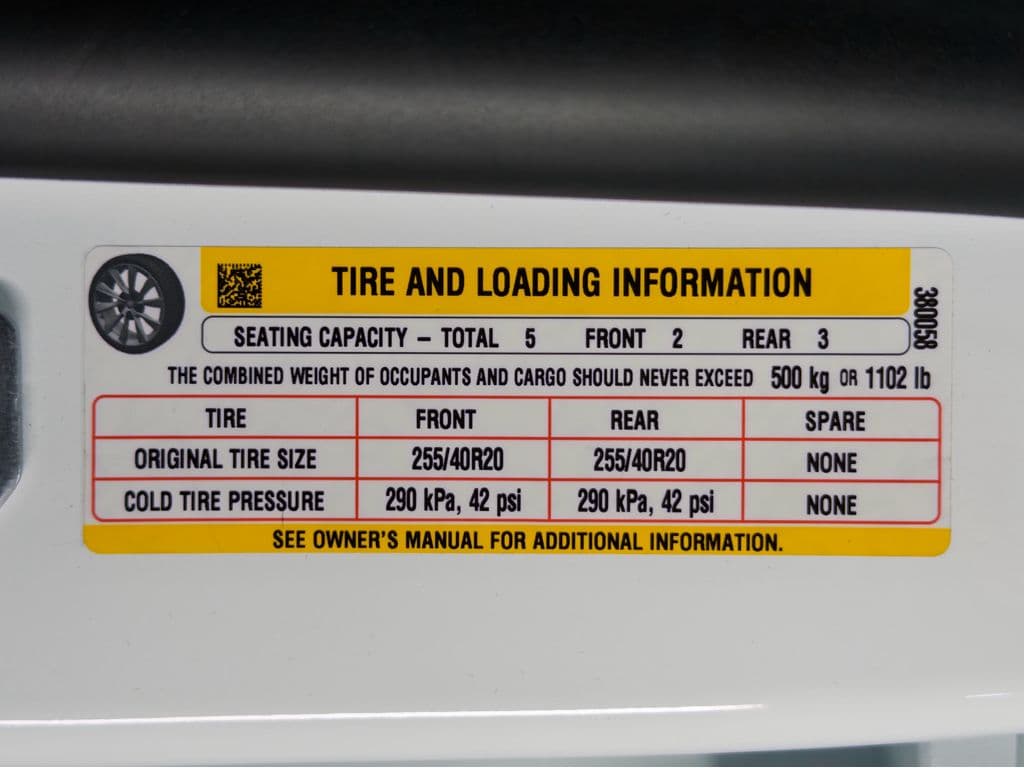 TIRE AND LOADING INFORMATION
380058
SEATING CAPACITY – TOTAL 5 FRONT 2 REAR 3
THE COMBINED WEIGHT OF OCCUPANTS AND CARGO SHOULD NEVER EXCEED 500 kg OR 1102 lb
TIRE FRONT REAR SPARE
ORIGINAL TIRE SIZE 255/40R20 255/40R20 NONE
COLD TIRE PRESSURE 290 kPa, 42 psi 290 kPa, 42 psi NONE
SEE OWNER'S MANUAL FOR ADDITIONAL INFORMATION.